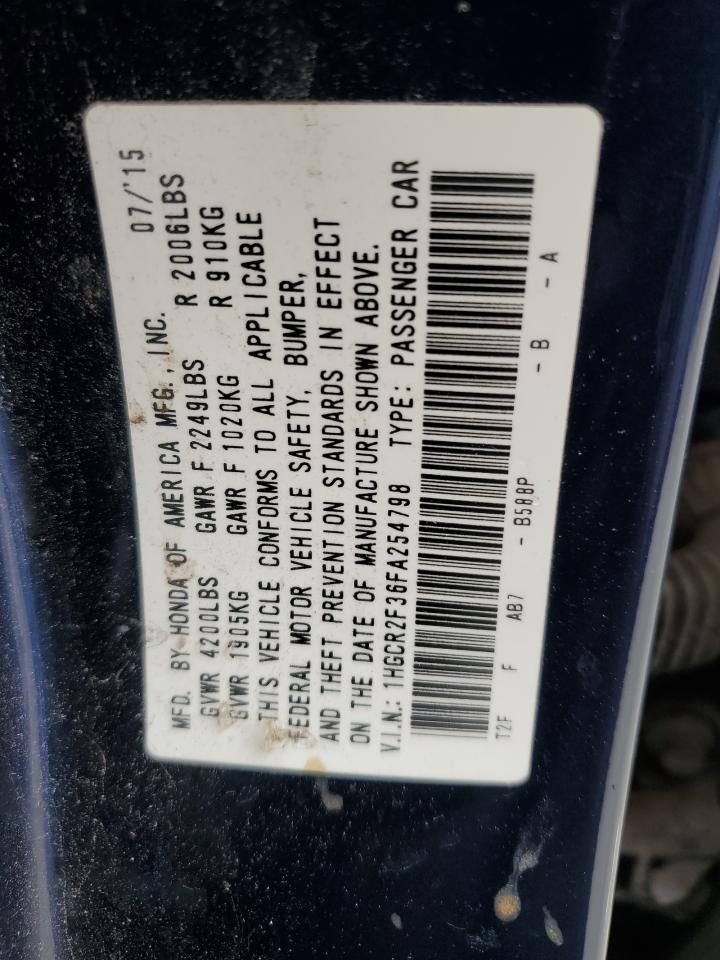 MFD. BY HONDA OF AMERICA MFG., INC. 07/'15
GVWR 4200LBS GAWR F 2249LBS R 2006LBS
GVWR 1905KG GAWR F 1020KG R 910KG
THIS VEHICLE CONFORMS TO ALL APPLICABLE
FEDERAL MOTOR VEHICLE SAFETY, BUMPER,
AND THEFT PREVENTION STANDARDS IN EFFECT
ON THE DATE OF MANUFACTURE SHOWN ABOVE.
V.I.N.: 1HGCR2F36FA254798 TYPE: PASSENGER CAR
T2F F AB7 - B588P - B - A